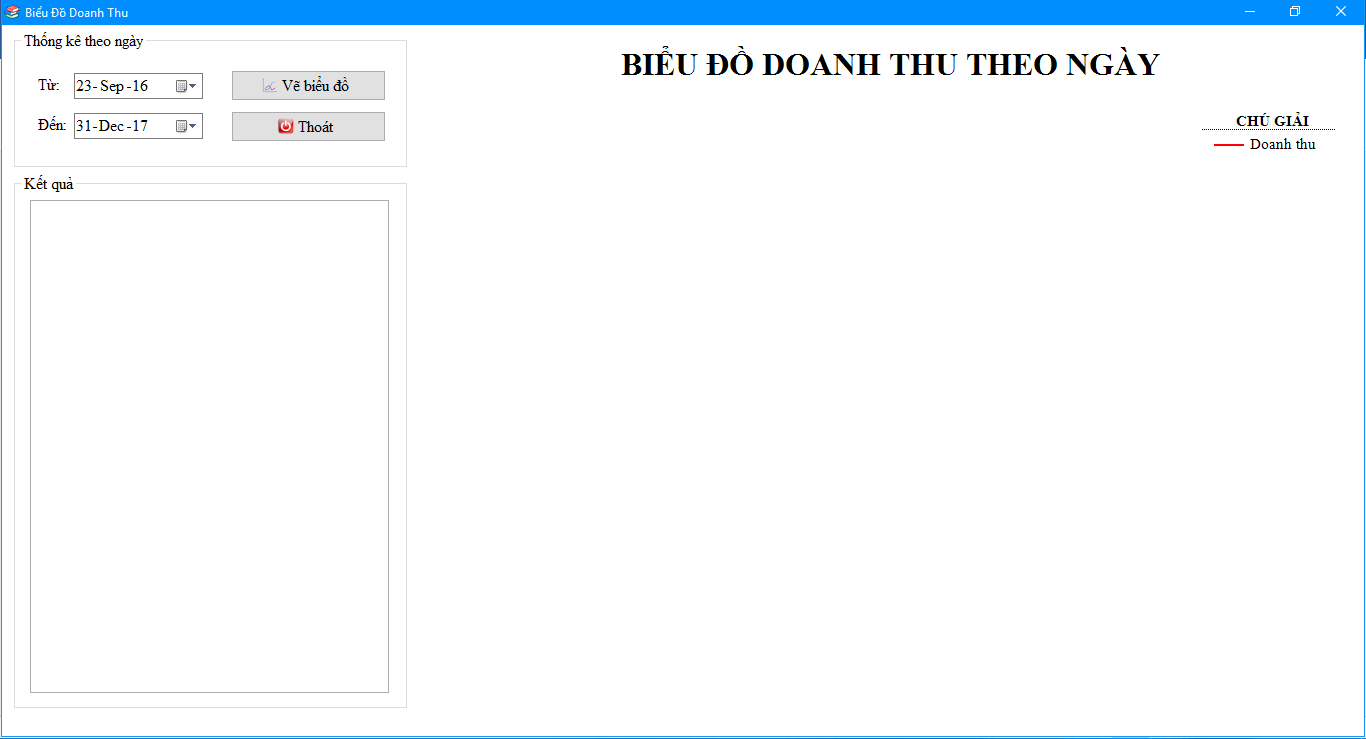 Biểu Đồ Doanh Thu
Thống kê theo ngày
Từ: 23-Sep-16 Vẽ biểu đồ
Đến: 31-Dec-17 Thoát
Kết quả
BIỂU ĐỒ DOANH THU THEO NGÀY
CHÚ GIẢI
Doanh thu